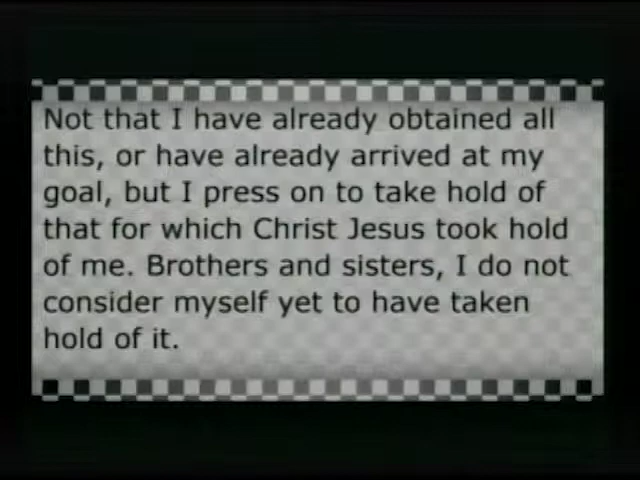 Not that I have already obtained all
this, or have already arrived at my
goal, but I press on to take hold of
that for which Christ Jesus took hold
of me. Brothers and sisters, I do not
consider myself yet to have taken
hold of it.